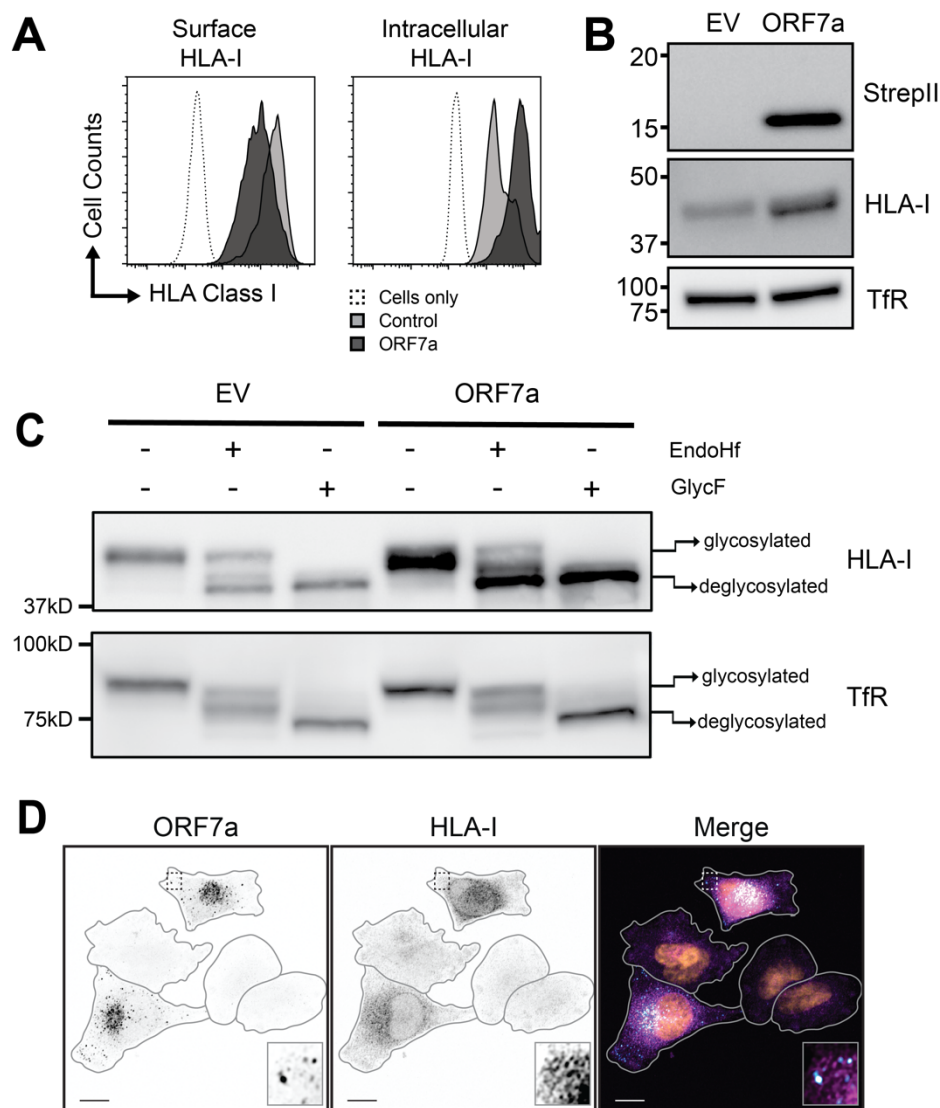 A
Surface
HLA-I
Intracellular
HLA-I
Cell Counts
HLA Class I
Cells only
Control
ORF7a
B
EV ORF7a
20
15
StrepII
50
37
HLA-I
100
75
TfR
C
EV ORF7a
- + - - + - EndoHf
- - + - - + GlycF
glycosylated
deglycosylated
HLA-I
37kD
100kD
75kD
glycosylated
deglycosylated
TfR
D
ORF7a HLA-I Merge